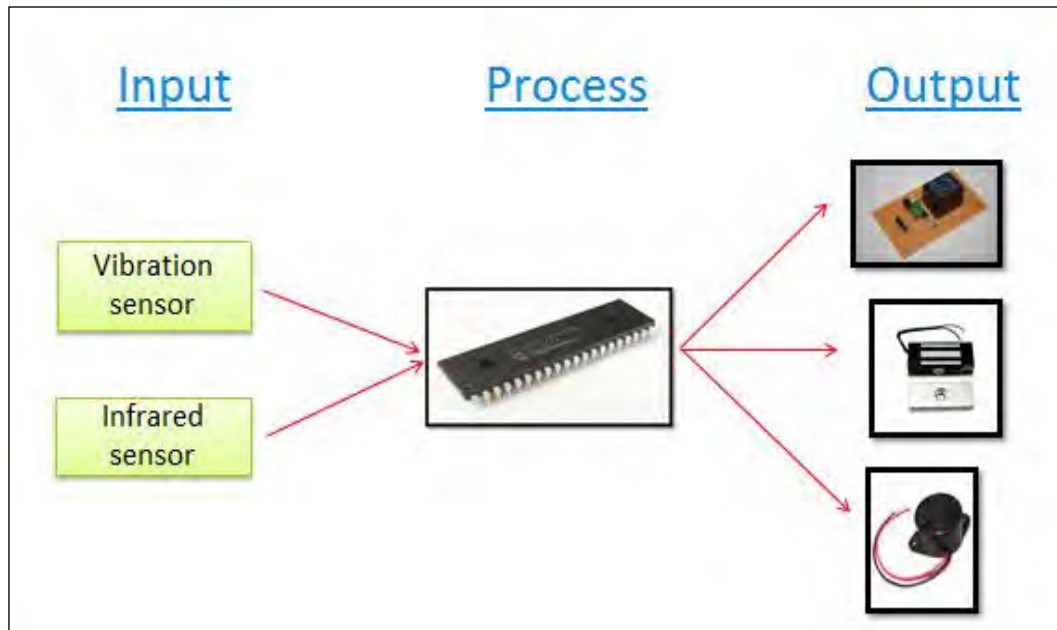 Input
Process
Output
Vibration
sensor
Infrared
sensor